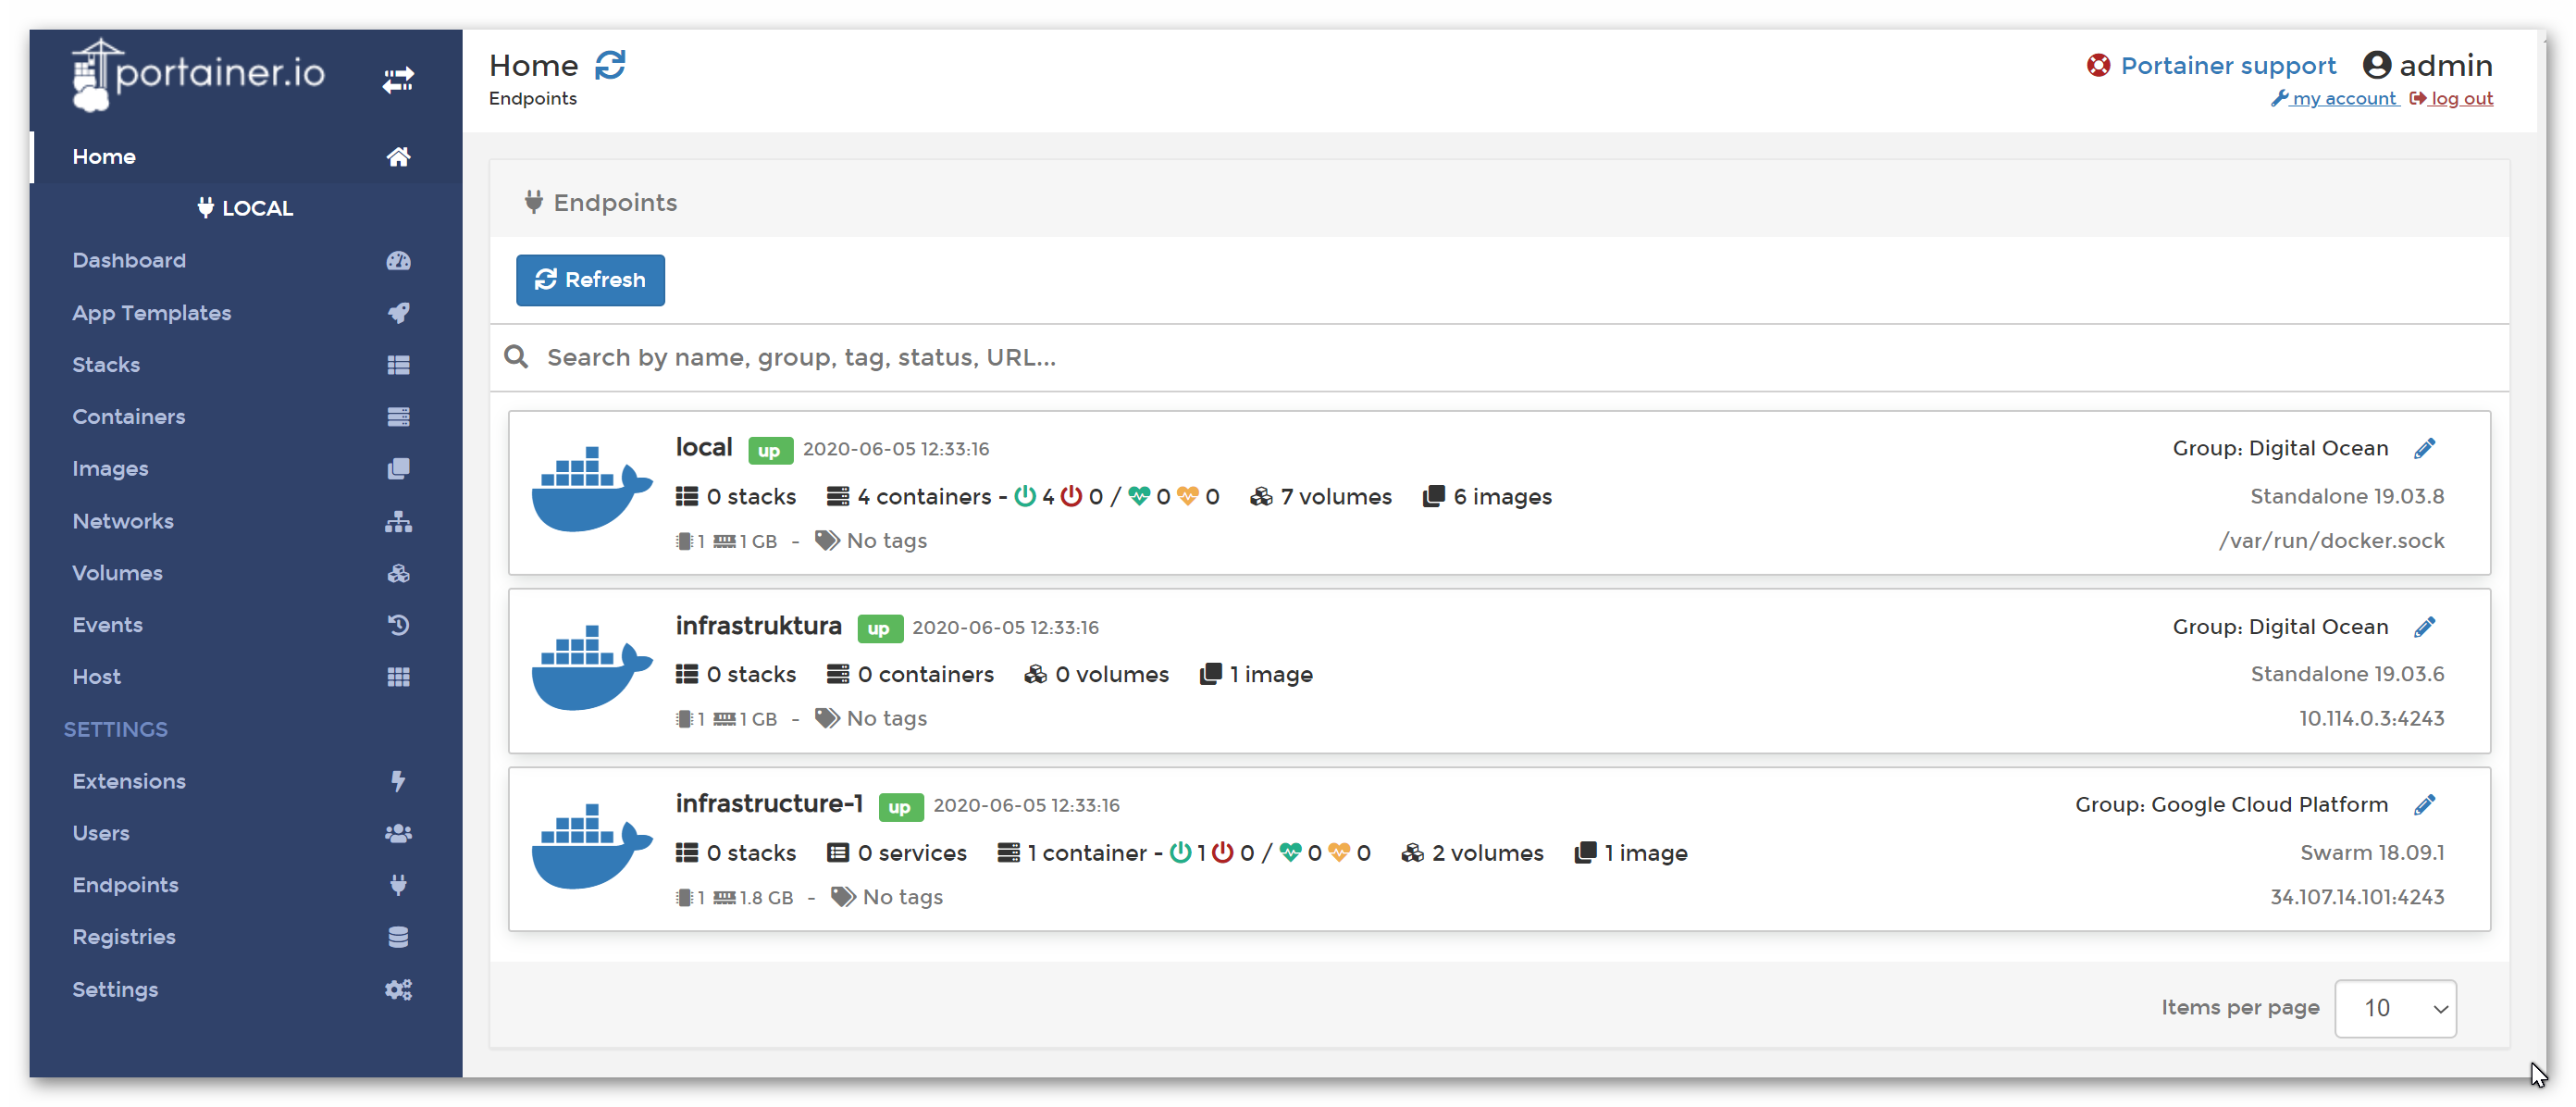 portainer.io
Home
LOCAL
Dashboard
App Templates
Stacks
Containers
Images
Networks
Volumes
Events
Host
SETTINGS
Extensions
Users
Endpoints
Registries
Settings
Home
Endpoints
Portainer support admin
my account log out
Endpoints
Refresh
Search by name, group, tag, status, URL...
local up 2020-06-05 12:33:16 Group: Digital Ocean
0 stacks 4 containers - 4 0 / 0 0 7 volumes 6 images Standalone 19.03.8
1 1 GB - No tags /var/run/docker.sock
infrastruktura up 2020-06-05 12:33:16 Group: Digital Ocean
0 stacks 0 containers 0 volumes 1 image Standalone 19.03.6
1 1 GB - No tags 10.114.0.3:4243
infrastructure-1 up 2020-06-05 12:33:16 Group: Google Cloud Platform
0 stacks 0 services 1 container - 1 0 / 0 0 2 volumes 1 image Swarm 18.09.1
1 1.8 GB - No tags 34.107.14.101:4243
Items per page 10